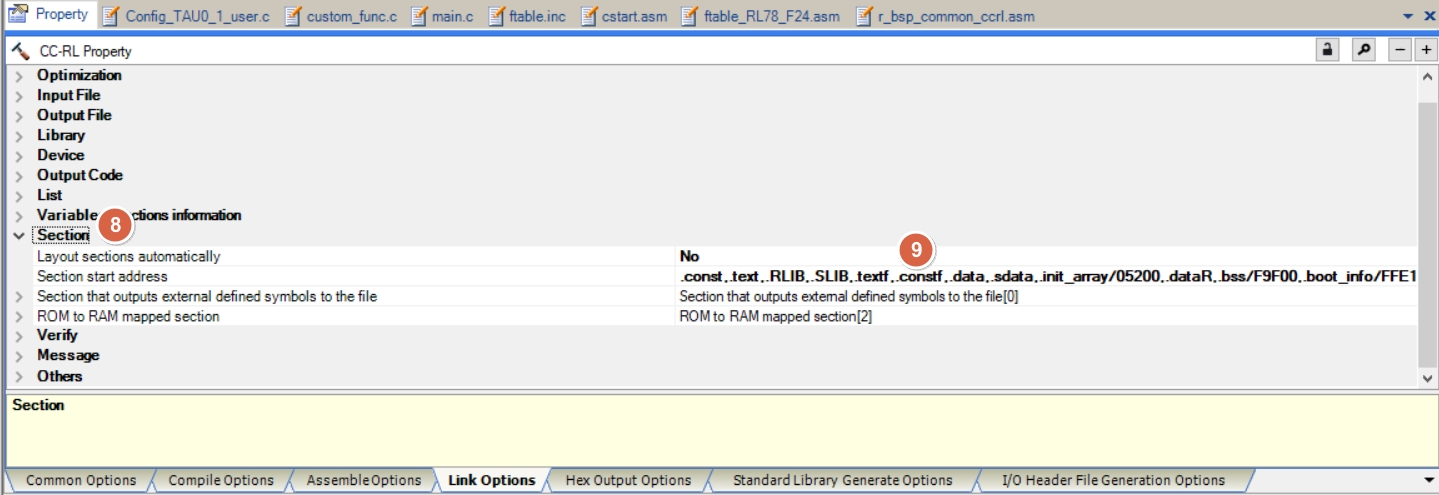 Property Config_TAU0_1_user.c custom_func.c main.c ftable.inc cstart.asm ftable_RL78_F24.asm r_bsp_common_ccrl.asm
CC-RL Property
Optimization
Input File
Output File
Library
Device
Output Code
List
Variable ctions information
8
Section
9
Layout sections automatically No
Section start address .const,.text,.RLIB,.SLIB,.textf,.constf,.data,.sdata,.init_array/05200,.dataR,.bss/F9F00,.boot_info/FFE1
Section that outputs external defined symbols to the file Section that outputs external defined symbols to the file[0]
ROM to RAM mapped section ROM to RAM mapped section[2]
Verify
Message
Others
Section
Common Options Compile Options Assemble Options Link Options Hex Output Options Standard Library Generate Options I/O Header File Generation Options